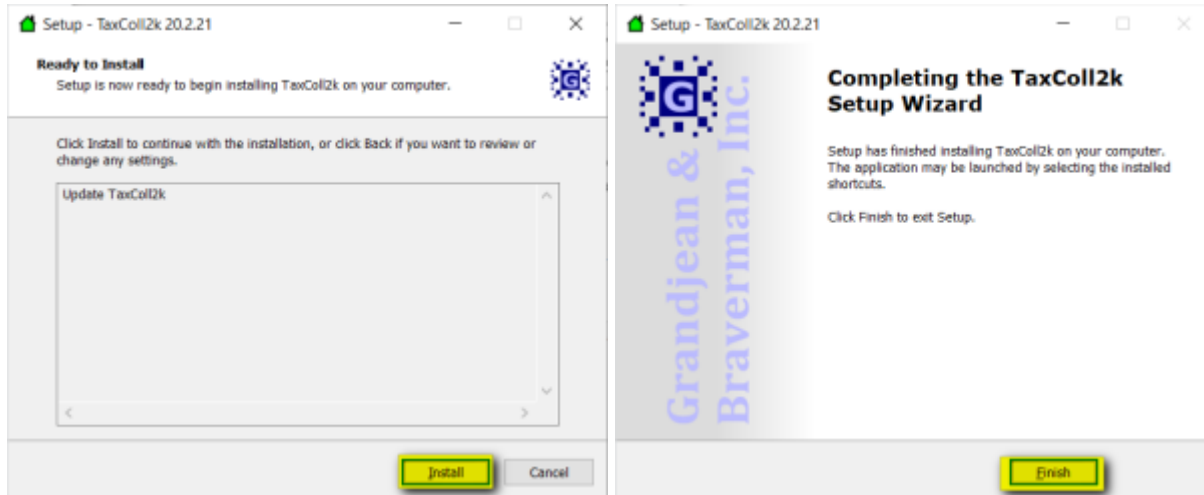 Setup - TaxColl2k 20.2.21
Ready to Install
Setup is now ready to begin installing TaxColl2k on your computer.
G
Click Install to continue with the installation, or click Back if you want to review or
change any settings.
Update TaxColl2k
Install
Cancel
Setup - TaxColl2k 20.2.21
G
Grandjean &
Braverman, Inc.
Completing the TaxColl2k
Setup Wizard
Setup has finished installing TaxColl2k on your computer.
The application may be launched by selecting the installed
shortcuts.
Click Finish to exit Setup.
Finish